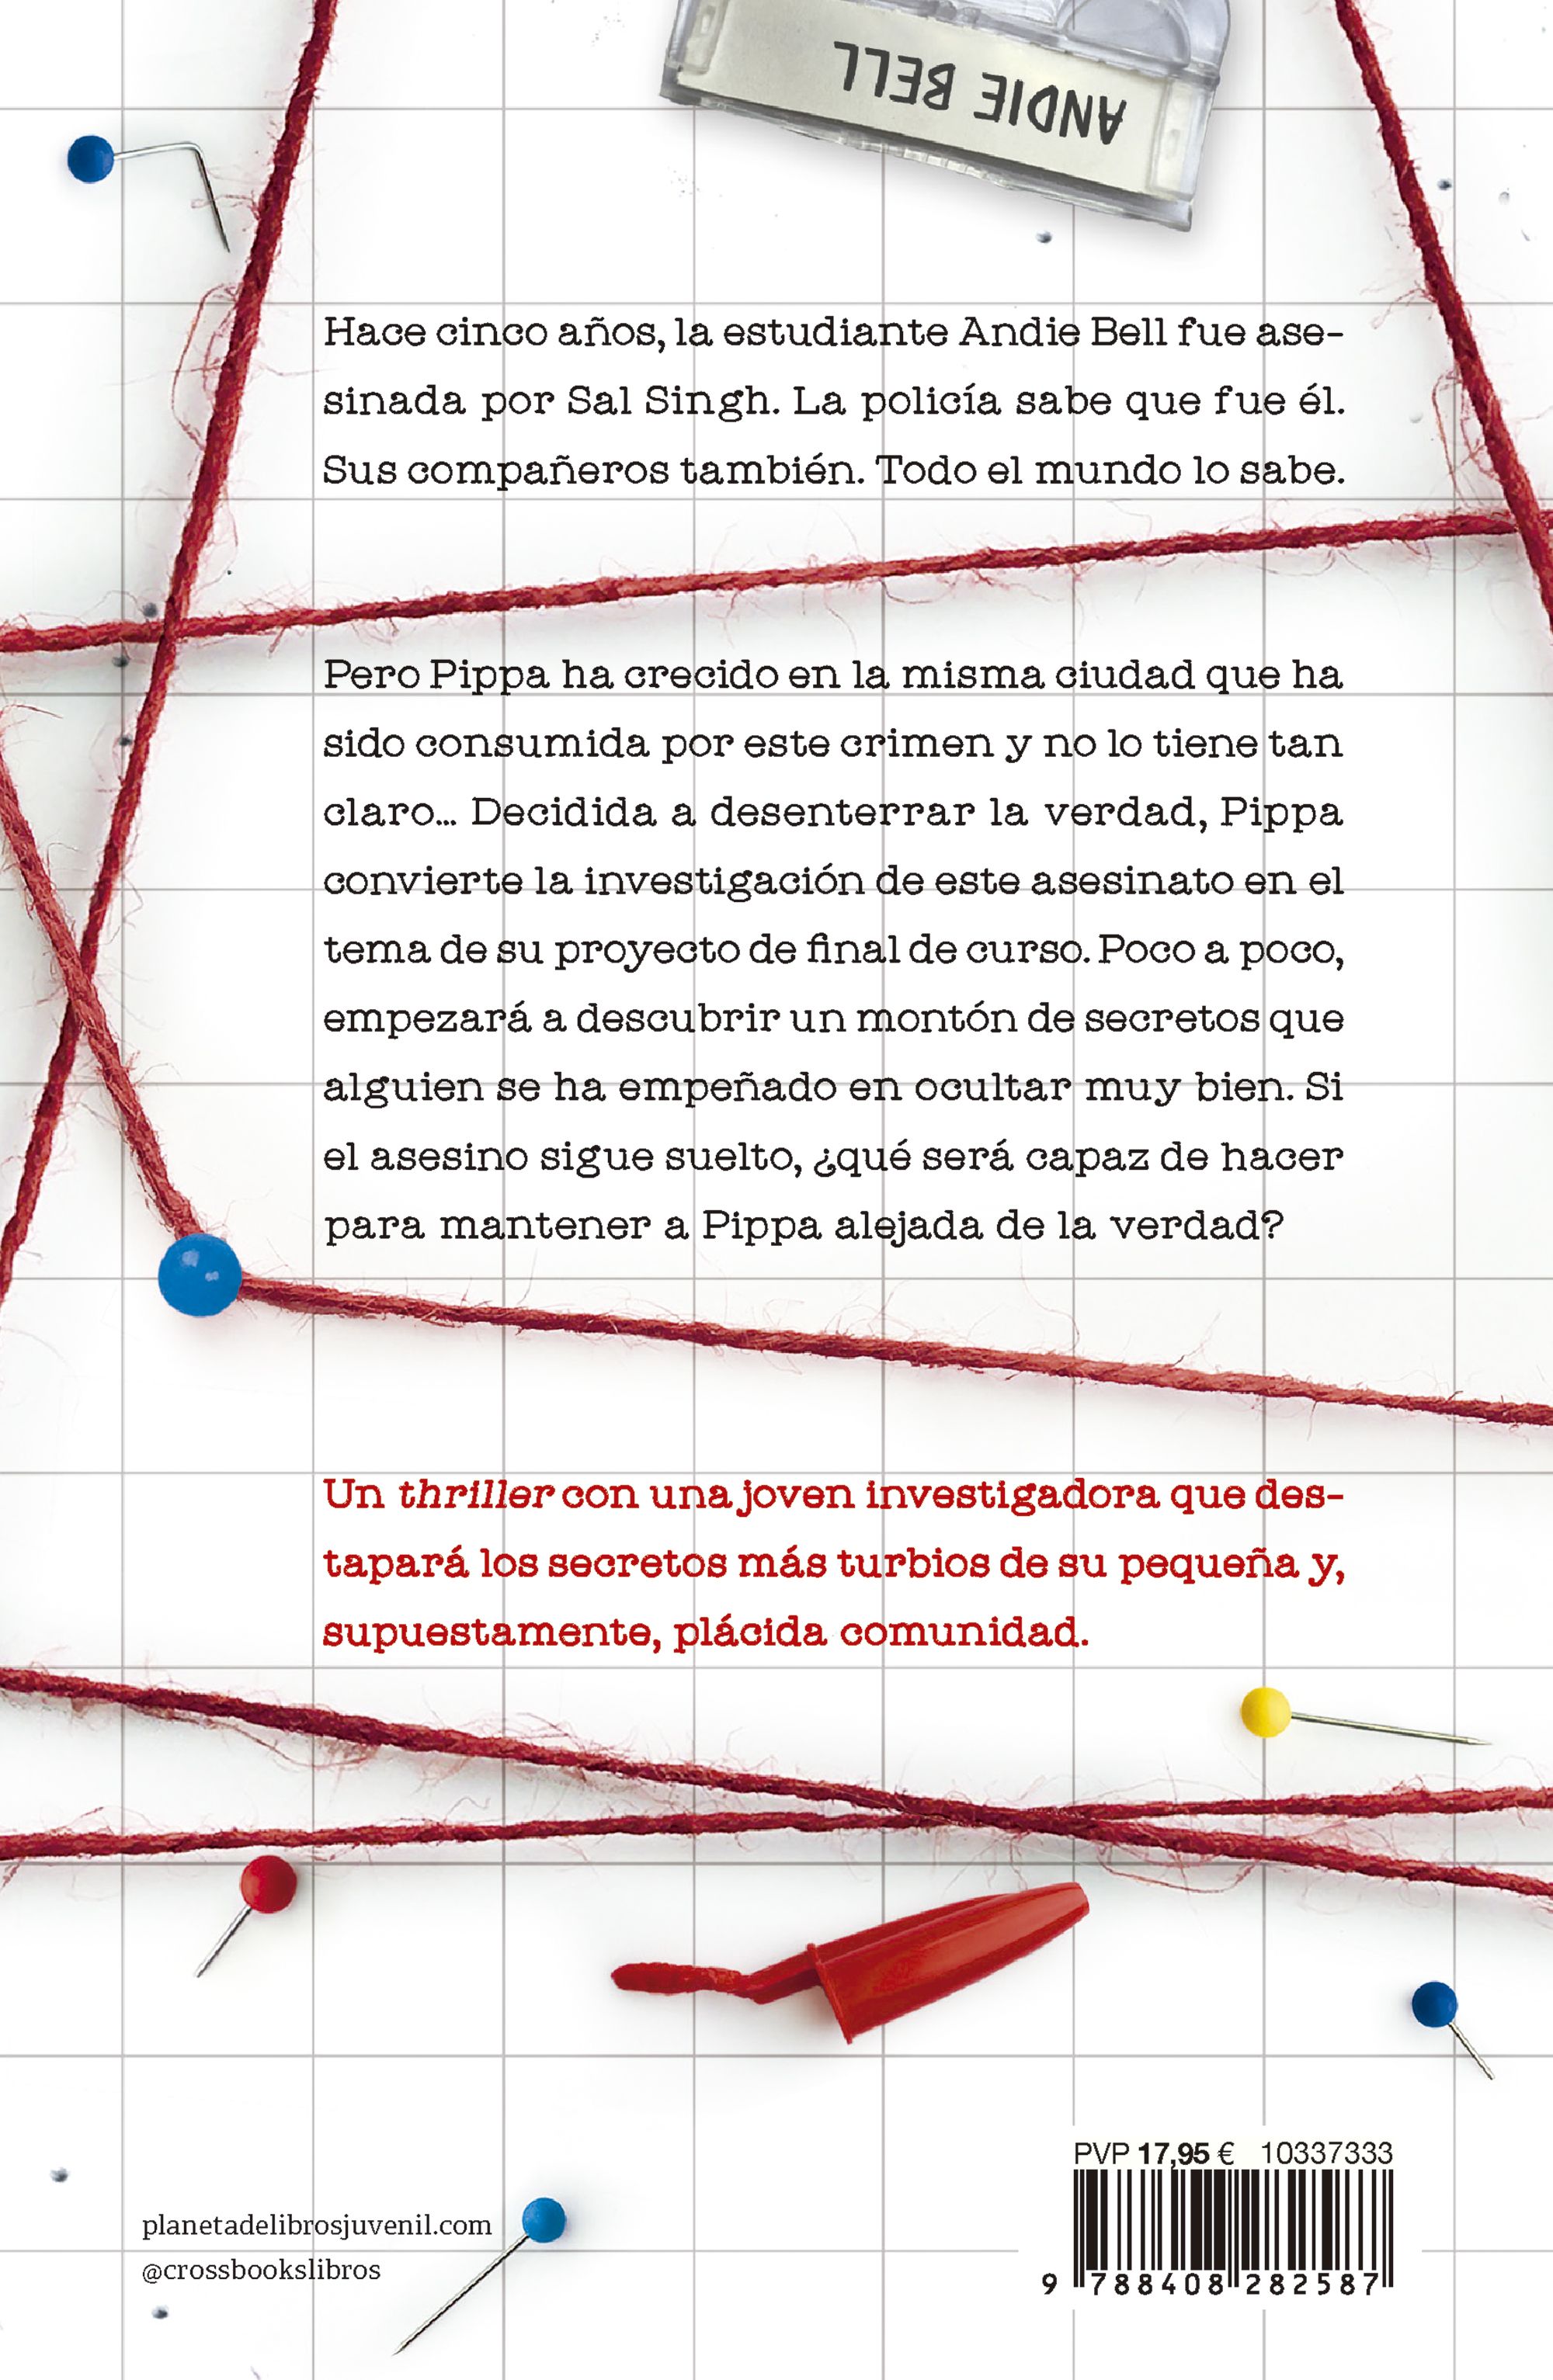 ANDIE BELL
Hace cinco años, la estudiante Andie Bell fue ase-
sinada por Sal Singh. La policía sabe que fue él.
Sus compañeros también. Todo el mundo lo sabe.
Pero Pippa ha crecido en la misma ciudad que ha
sido consumida por este crimen y no lo tiene tan
claro... Decidida a desenterrar la verdad, Pippa
convierte la investigación de este asesinato en el
tema de su proyecto de final de curso. Poco a poco,
empezará a descubrir un montón de secretos que
alguien se ha empeñado en ocultar muy bien. Si
el asesino sigue suelto, ¿qué será capaz de hacer
para mantener a Pippa alejada de la verdad?
Un thriller con una joven investigadora que des-
tapará los secretos más turbios de su pequeña y,
supuestamente, plácida comunidad.
planetadelibrosjuvenil.com
@crossbookslibros
PVP 17,95 € 10337333
9 788408 282587